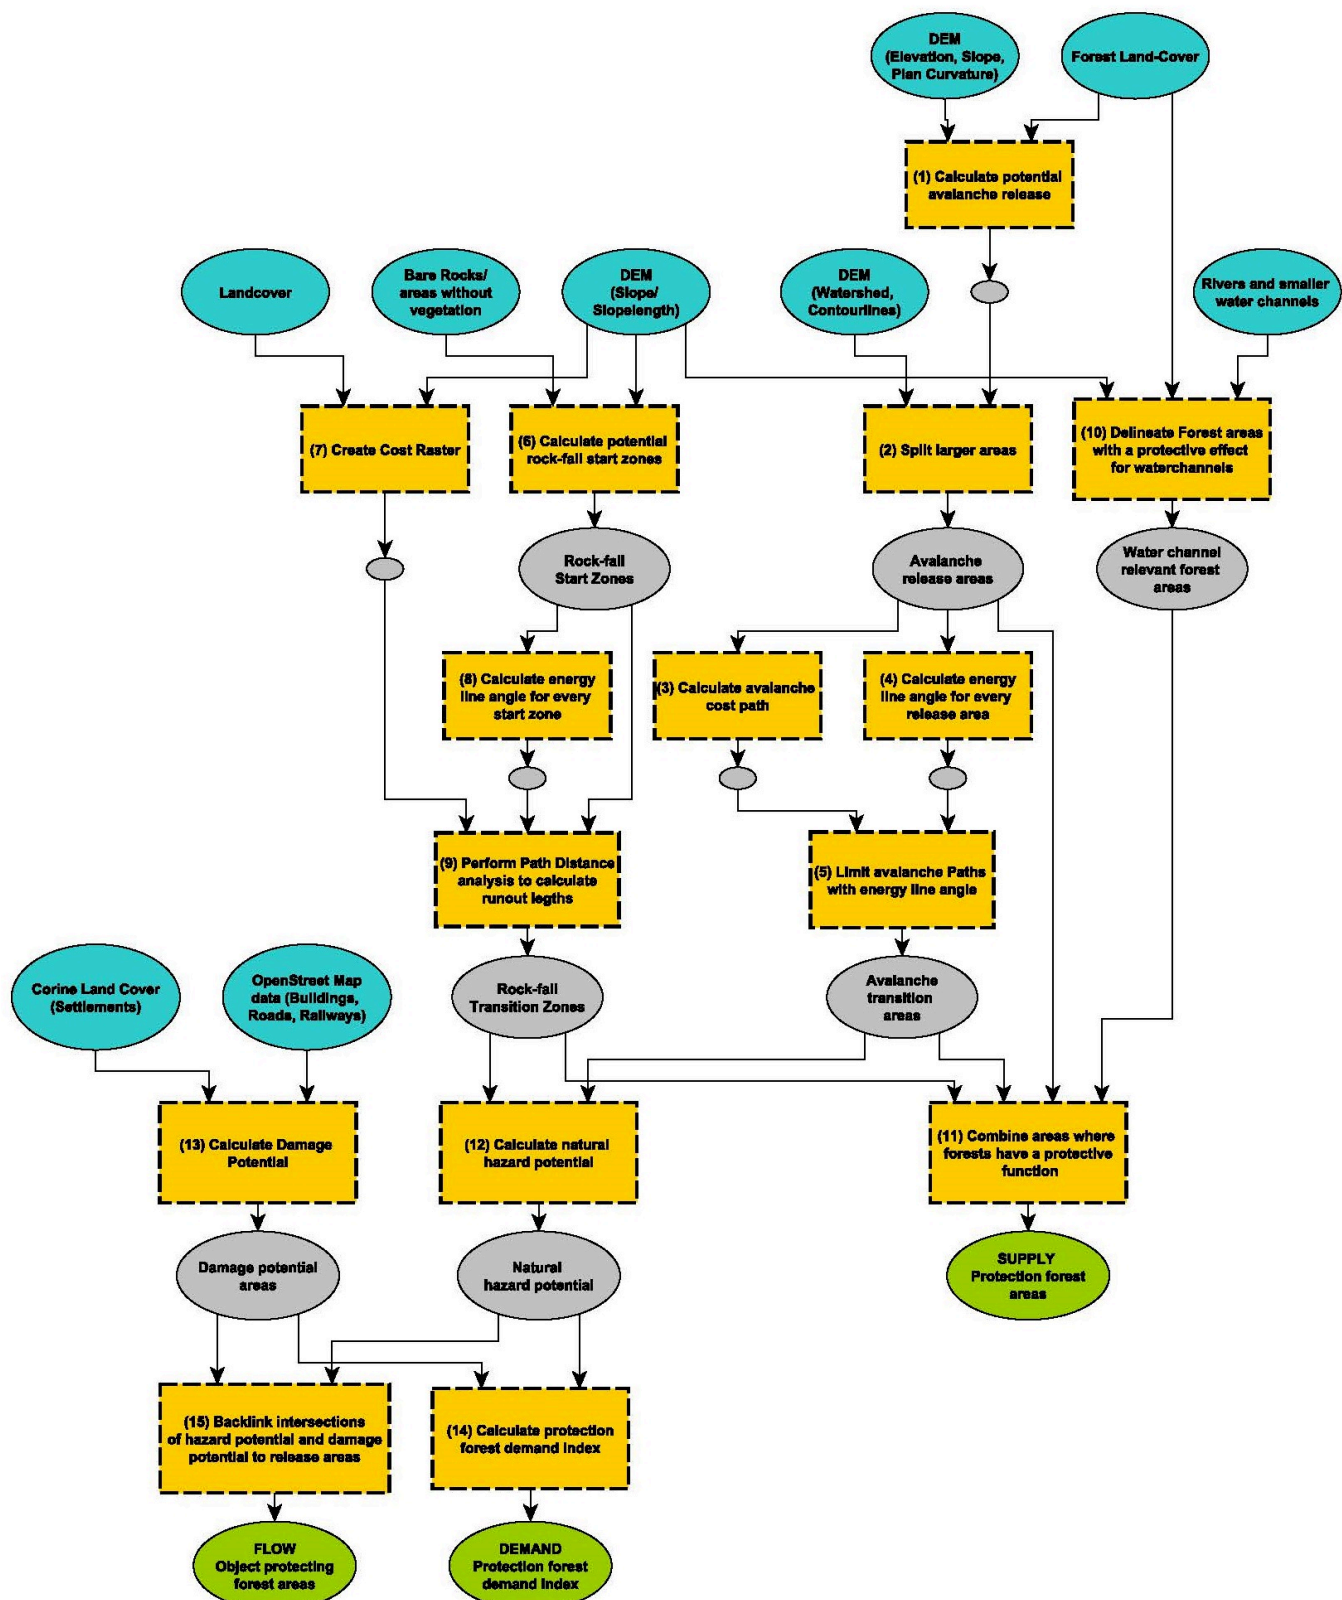 DEM
(Elevation, Slope,
Plan Curvature)
Forest Land-Cover
(1) Calculate potential
avalanche release
Landcover
Bare Rocks/
areas without
vegetation
DEM
(Slope/
Slopelength)
DEM
(Watershed,
Contourlines)
Rivers and smaller
water channels
(7) Create Cost Raster
(6) Calculate potential
rock-fall start zones
(2) Split larger areas
(10) Delineate Forest areas
with a protective effect
for waterchannels
Rock-fall
Start Zones
Avalanche
release areas
Water channel
relevant forest
areas
(8) Calculate energy
line angle for every
start zone
(3) Calculate avalanche
cost path
(4) Calculate energy
line angle for every
release area
(9) Perform Path Distance
analysis to calculate
runout legths
(5) Limit avalanche Paths
with energy line angle
Corine Land Cover
(Settlements)
OpenStreet Map
data (Buildings,
Roads, Railways)
Rock-fall
Transition Zones
Avalanche
transition
areas
(13) Calculate Damage
Potential
(12) Calculate natural
hazard potential
(11) Combine areas where
forests have a protective
function
Damage potential
areas
Natural
hazard potential
SUPPLY
Protection forest
areas
(15) Backlink intersections
of hazard potential and damage
potential to release areas
(14) Calculate protection
forest demand index
FLOW
Object protecting
forest areas
DEMAND
Protection forest
demand index